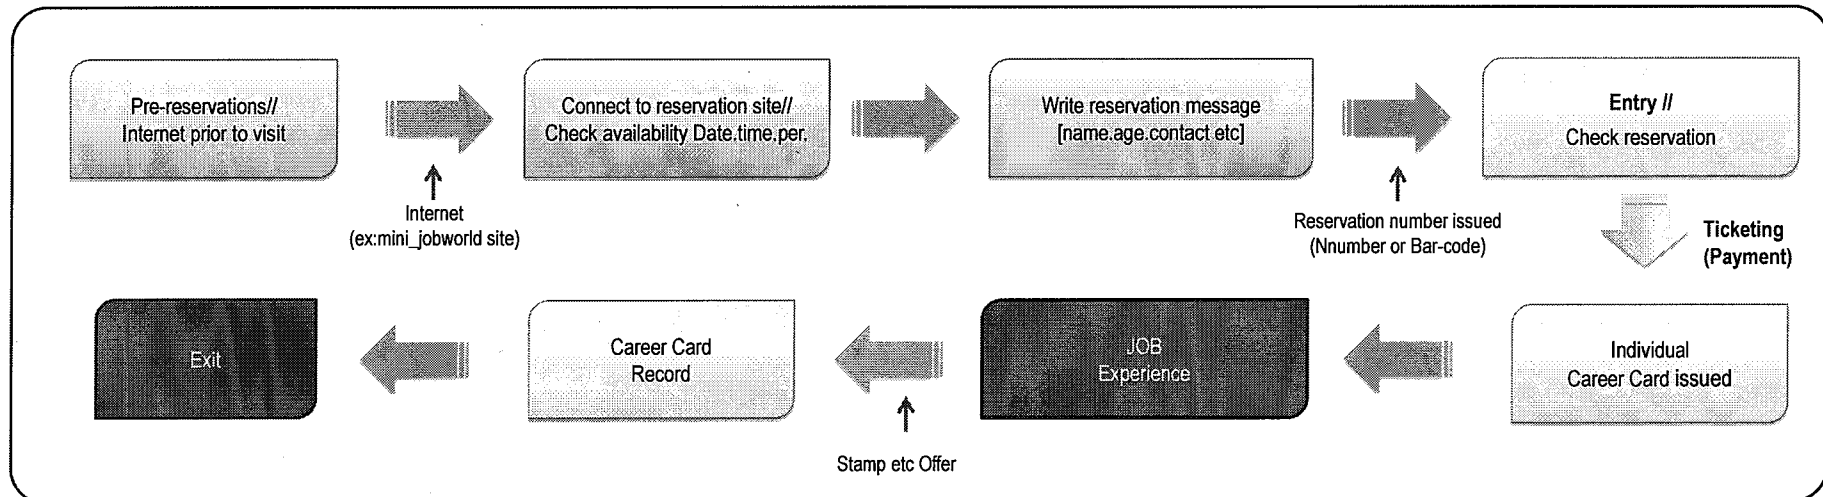 Pre-reservations//
Internet prior to visit
Internet
(ex:mini_jobworld site)
Connect to reservation site//
Check availability Date.time.per.
Write reservation message
[name.age.contact etc]
Reservation number issued
(Nnumber or Bar-code)
Entry //
Check reservation
Ticketing
(Payment)
Individual
Career Card issued
JOB
Experience
Stamp etc Offer
Career Card
Record
Exit